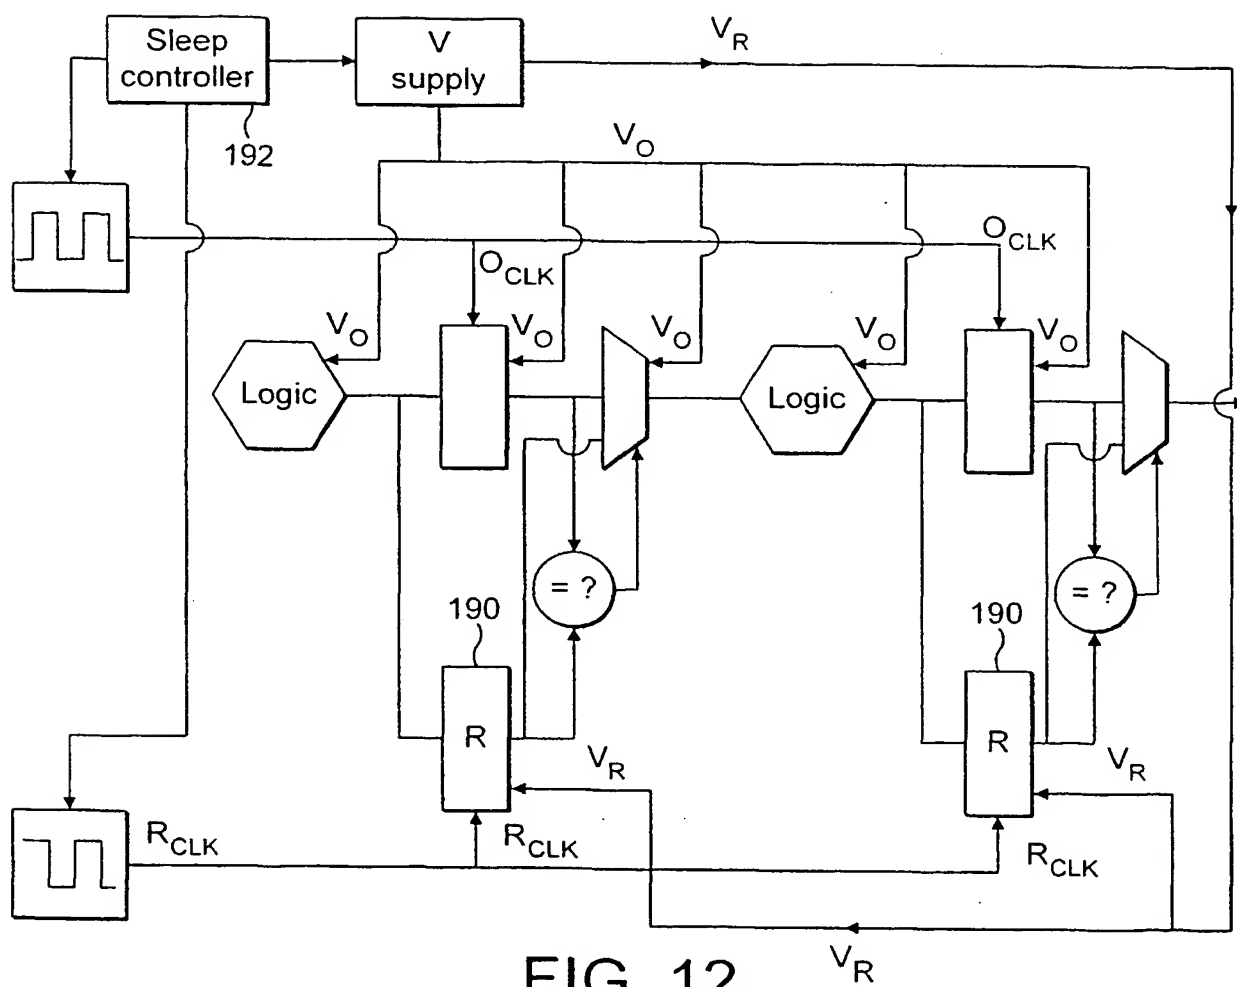 Sleep
controller
V
supply
V_R
192
V_O
O_CLK
O_CLK
V_O
V_O
V_O
V_O
V_O
Logic
Logic
= ?
= ?
190
190
R
R
V_R
V_R
R_CLK
R_CLK
R_CLK
V_R
FIG. 12